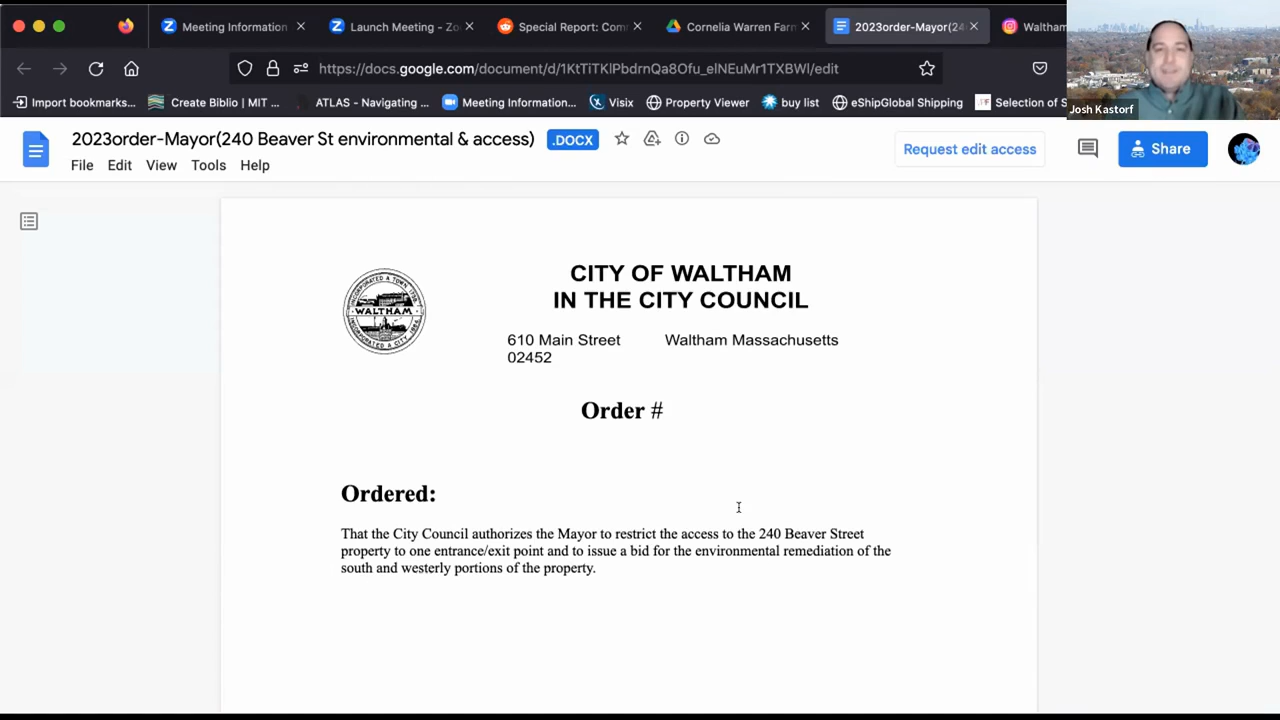 Meeting Information
Launch Meeting - Zo
Special Report: Com
Cornelia Warren Farm
2023order-Mayor(24
Waltham
https://docs.google.com/document/d/1KtTiTKlPbdrnQa8Ofu_elNEuMr1TXBWl/edit
Import bookmarks...
Create Biblio | MIT ...
ATLAS - Navigating ...
Meeting Information...
Visix
Property Viewer
buy list
eShipGlobal Shipping
Selection of S
Josh Kastorf
2023order-Mayor(240 Beaver St environmental & access)
.DOCX
Request edit access
Share
File Edit View Tools Help
WALTHAM
CITY OF WALTHAM
IN THE CITY COUNCIL
610 Main Street Waltham Massachusetts
02452
Order #
Ordered:
That the City Council authorizes the Mayor to restrict the access to the 240 Beaver Street
property to one entrance/exit point and to issue a bid for the environmental remediation of the
south and westerly portions of the property.